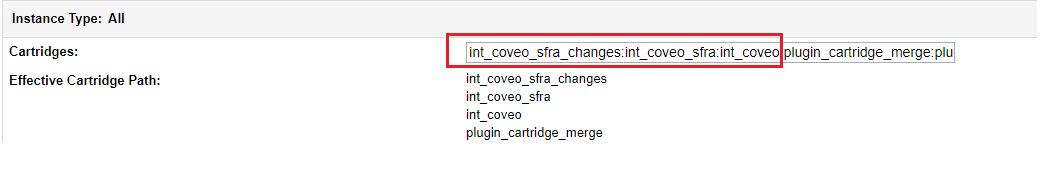 Instance Type: All
Cartridges: int_coveo_sfra_changes:int_coveo_sfra:int_coveo:plugin_cartridge_merge:plu
Effective Cartridge Path: int_coveo_sfra_changes
int_coveo_sfra
int_coveo
plugin_cartridge_merge